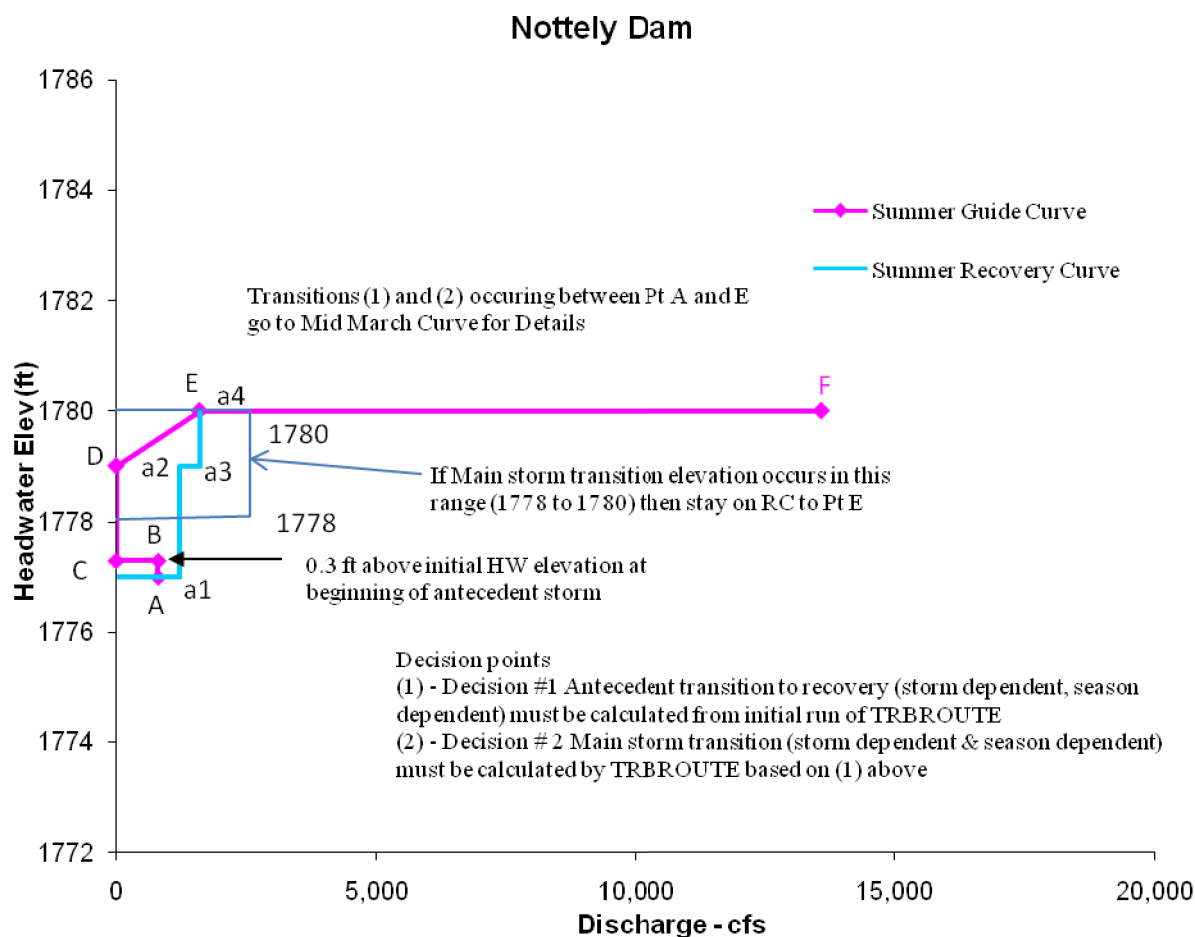 Nottely Dam
1786
1784
1782
1780
1778
1776
1774
1772
Headwater Elev (ft)
Summer Guide Curve
Summer Recovery Curve
Transitions (1) and (2) occuring between Pt A and E
go to Mid March Curve for Details
E
a4
F
1780
D
a2
a3
If Main storm transition elevation occurs in this
range (1778 to 1780) then stay on RC to Pt E
1778
B
C
0.3 ft above initial HW elevation at
beginning of antecedent storm
A
a1
Decision points
(1) - Decision #1 Antecedent transition to recovery (storm dependent, season
dependent) must be calculated from initial run of TRBROUTE
(2) - Decision # 2 Main storm transition (storm dependent & season dependent)
must be calculated by TRBROUTE based on (1) above
0
5,000
10,000
15,000
20,000
Discharge - cfs